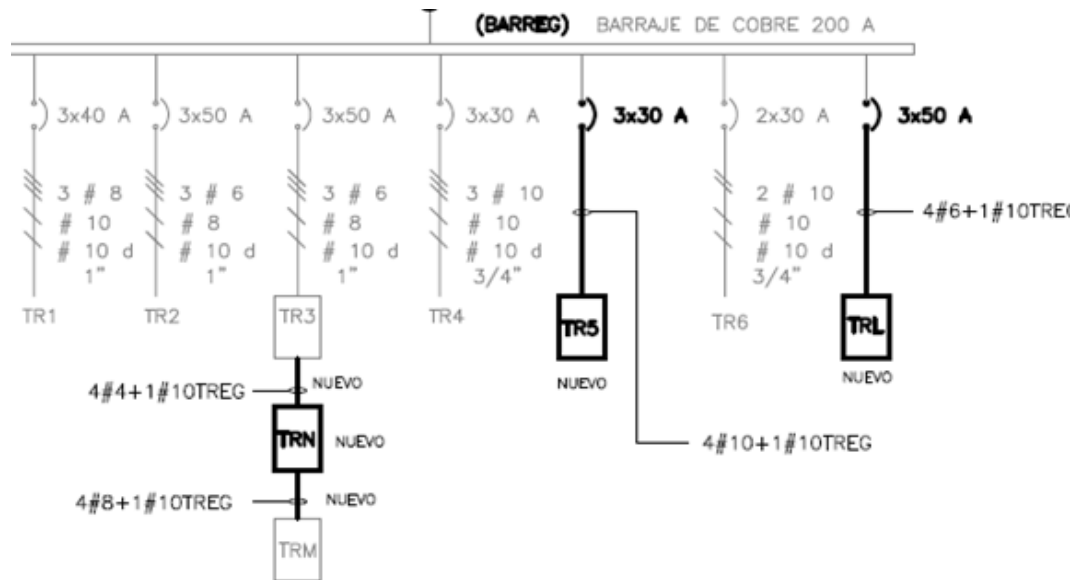 (BARREG) BARRAJE DE COBRE 200 A
3x40 A
3x50 A
3x50 A
3x30 A
3x30 A
2x30 A
3x50 A
3 # 8
# 10
# 10 d
1"
3 # 6
# 8
# 10 d
1"
3 # 6
# 8
# 10 d
1"
3 # 10
# 10
# 10 d
3/4"
2 # 10
# 10
# 10 d
3/4"
4#6+1#10TREG
TR1
TR2
TR3
TR4
TR5
NUEVO
TR6
TRL
NUEVO
4#4+1#10TREG
NUEVO
TRN
NUEVO
4#10+1#10TREG
4#8+1#10TREG
NUEVO
TRM